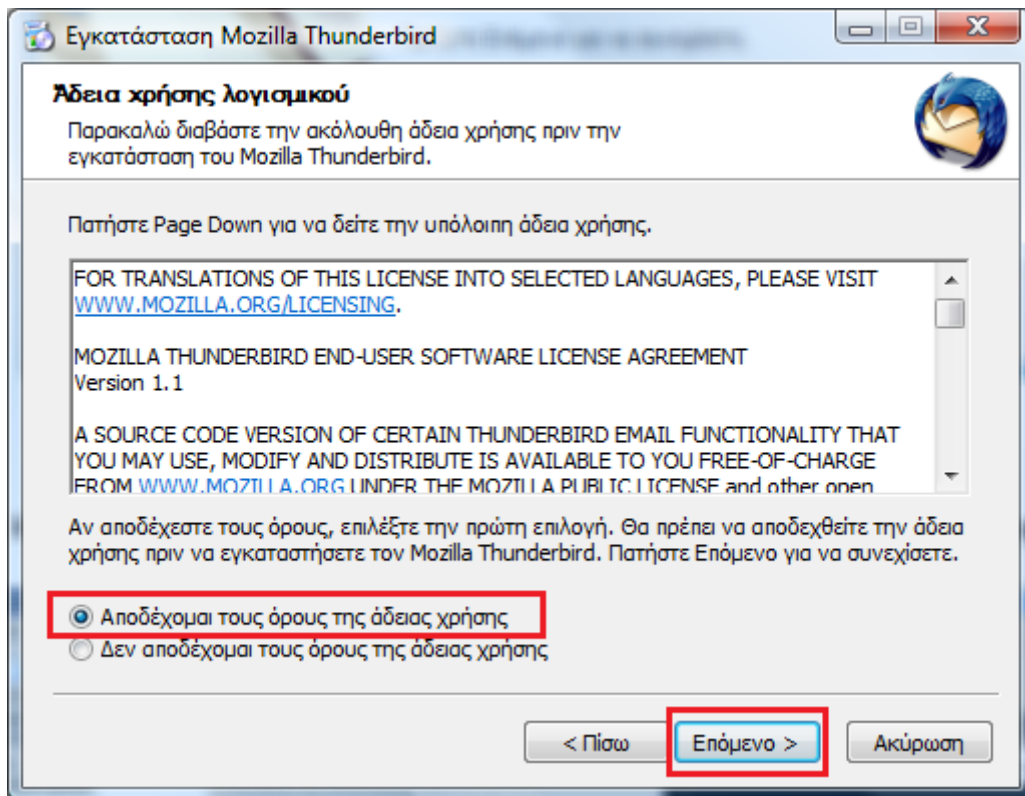 Εγκατάσταση Mozilla Thunderbird
Άδεια χρήσης λογισμικού
Παρακαλώ διαβάστε την ακόλουθη άδεια χρήσης πριν την
εγκατάσταση του Mozilla Thunderbird.
Πατήστε Page Down για να δείτε την υπόλοιπη άδεια χρήσης.
FOR TRANSLATIONS OF THIS LICENSE INTO SELECTED LANGUAGES, PLEASE VISIT
WWW.MOZILLA.ORG/LICENSING.
MOZILLA THUNDERBIRD END-USER SOFTWARE LICENSE AGREEMENT
Version 1.1
A SOURCE CODE VERSION OF CERTAIN THUNDERBIRD EMAIL FUNCTIONALITY THAT
YOU MAY USE, MODIFY AND DISTRIBUTE IS AVAILABLE TO YOU FREE-OF-CHARGE
FROM WWW.MOZILLA.ORG UNDER THE MOZILLA PUBLIC LICENSE and other open
Αν αποδέχεστε τους όρους, επιλέξτε την πρώτη επιλογή. Θα πρέπει να αποδεχθείτε την άδεια
χρήσης πριν να εγκαταστήσετε τον Mozilla Thunderbird. Πατήστε Επόμενο για να συνεχίσετε.
Αποδέχομαι τους όρους της άδειας χρήσης
Δεν αποδέχομαι τους όρους της άδειας χρήσης
< Πίσω
Επόμενο >
Ακύρωση